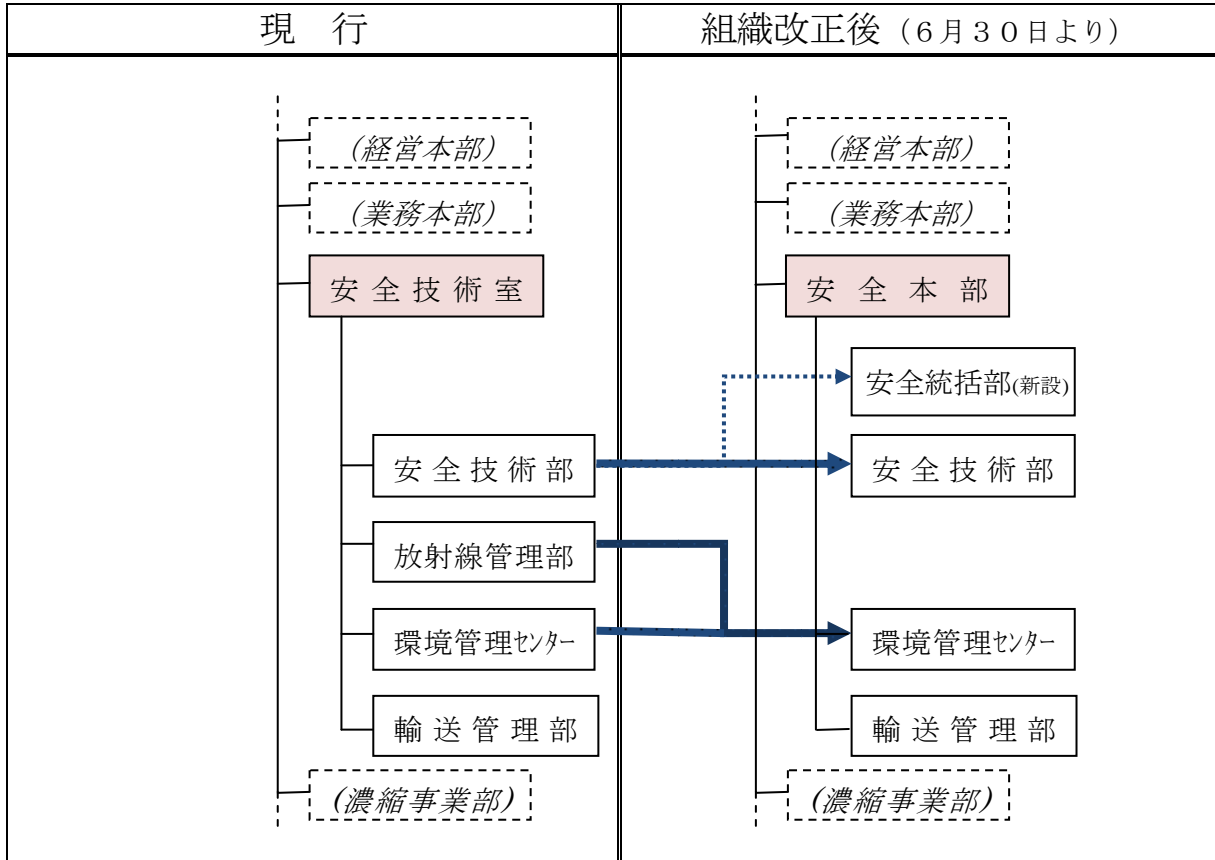 現 行
(経営本部)
(業務本部)
安全技術室
安全技術部
放射線管理部
環境管理ｾﾝﾀｰ
輸送管理部
(濃縮事業部)
組織改正後（６月３０日より）
(経営本部)
(業務本部)
安全本部
安全統括部(新設)
安全技術部
環境管理ｾﾝﾀｰ
輸送管理部
(濃縮事業部)